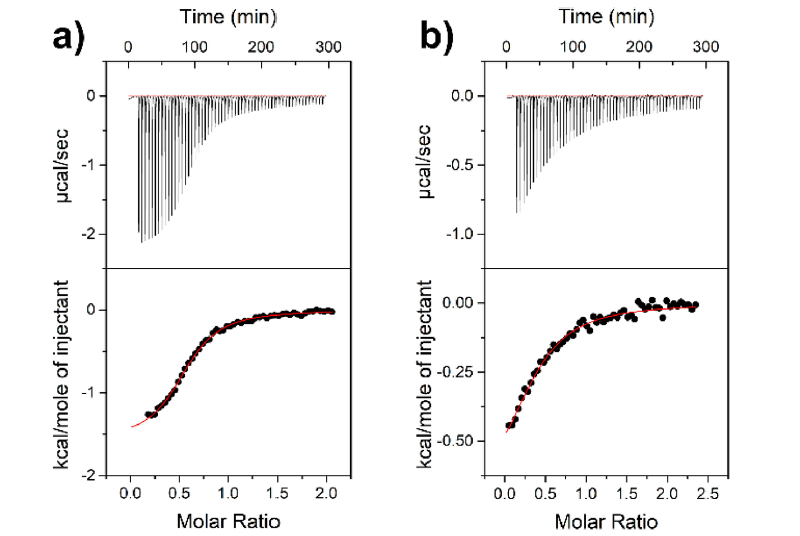 a)
Time (min)
0 100 200 300
0
-1
-2
µcal/sec
0
-1
-2
kcal/mole of injectant
0.0 0.5 1.0 1.5 2.0
Molar Ratio
b)
Time (min)
0 100 200 300
0.0
-0.5
-1.0
µcal/sec
0.00
-0.25
-0.50
kcal/mole of injectant
0.0 0.5 1.0 1.5 2.0 2.5
Molar Ratio